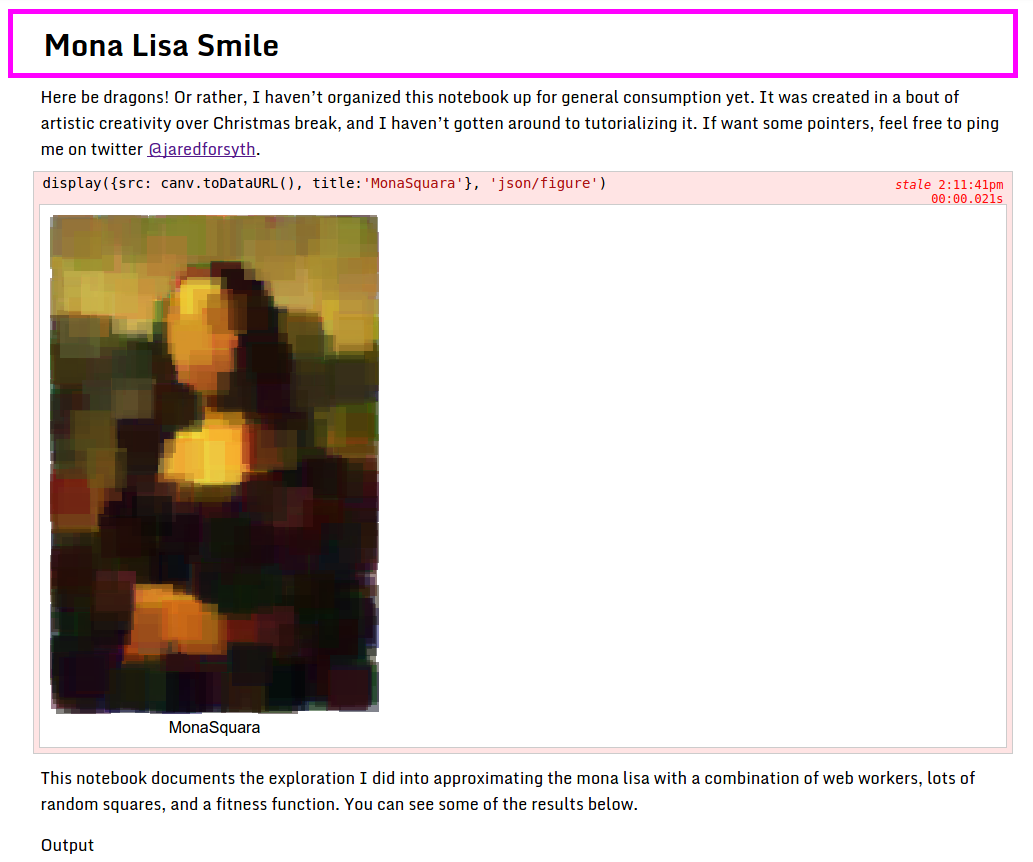 Mona Lisa Smile
Here be dragons! Or rather, I haven’t organized this notebook up for general consumption yet. It was created in a bout of
artistic creativity over Christmas break, and I haven’t gotten around to tutorializing it. If want some pointers, feel free to ping
me on twitter @jaredforsyth.
display({src: canv.toDataURL(), title:'MonaSquara'}, 'json/figure')
stale 2:11:41pm
00:00.021s
MonaSquara
This notebook documents the exploration I did into approximating the mona lisa with a combination of web workers, lots of
random squares, and a fitness function. You can see some of the results below.
Output